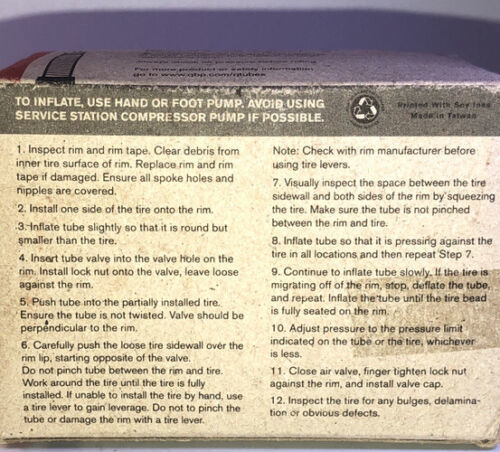 For more product or safety information
go to www.qbp.com/qtubes
TO INFLATE, USE HAND OR FOOT PUMP. AVOID USING
SERVICE STATION COMPRESSOR PUMP IF POSSIBLE.
Printed With Soy Inks
Made in Taiwan
1. Inspect rim and rim tape. Clear debris from
inner tire surface of rim. Replace rim and rim
tape if damaged. Ensure all spoke holes and
nipples are covered.
2. Install one side of the tire onto the rim.
3. Inflate tube slightly so that it is round but
smaller than the tire.
4. Insert tube valve into the valve Hole on the
rim. Install lock nut onto the valve, leave loose
against the rim.
5. Push tube into the partially installed tire.
Ensure the tube is not twisted. Valve should be
perpendicular to the rim.
6. Carefully push the loose tire sidewall over the
rim lip, starting opposite of the valve.
Do not pinch tube between the rim and tire.
Work around the tire until the tire is fully
installed. If unable to install the tire by hand, use
a tire lever to gain leverage. Do not to pinch the
tube or damage the rim with a tire lever.
Note: Check with rim manufacturer before
using tire levers.
7. Visually inspect the space between the tire
sidewall and both sides of the rim by squeezing
the tire. Make sure the tube is not pinched
between the rim and tire.
8. Inflate tube so that it is pressing against the
tire in all locations and then repeat Step 7.
9. Continue to inflate tube slowly. If the tire is
migrating off of the rim, stop, deflate the tube,
and repeat. Inflate the tube until the tire bead
is fully seated on the rim.
10. Adjust pressure to the pressure limit
indicated on the tube or the tire, whichever
is less.
11. Close air valve, finger tighten lock nut
against the rim, and install valve cap.
12. Inspect the tire for any bulges, delamina-
tion or obvious defects.